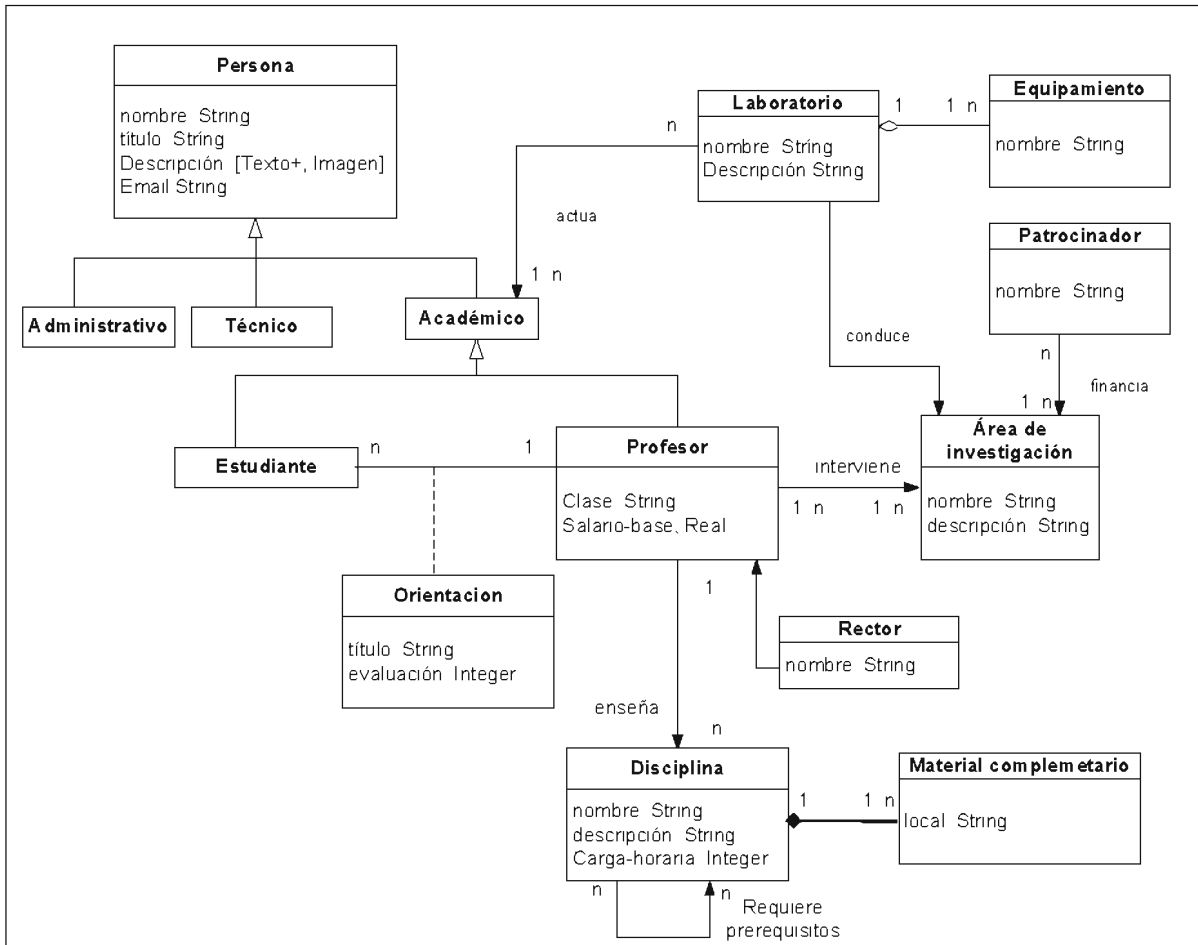 Persona
nombre String
título String
Descripción [Texto+, Imagen]
Email String
Laboratorio
nombre String
Descripción String
1
1 n
Equipamiento
nombre String
n
actua
1 n
Patrocinador
nombre String
Administrativo
Técnico
Académico
conduce
n
financia
1 n
Estudiante
n
1
Profesor
Clase String
Salario-base, Real
interviene
1 n
1 n
Área de
investigación
nombre String
descripción String
Orientacion
título String
evaluación Integer
1
Rector
nombre String
enseña
n
Disciplina
nombre String
descripción String
Carga-horaria Integer
1
1 n
Material complemetario
local String
n
n
Requiere
prerequisitos